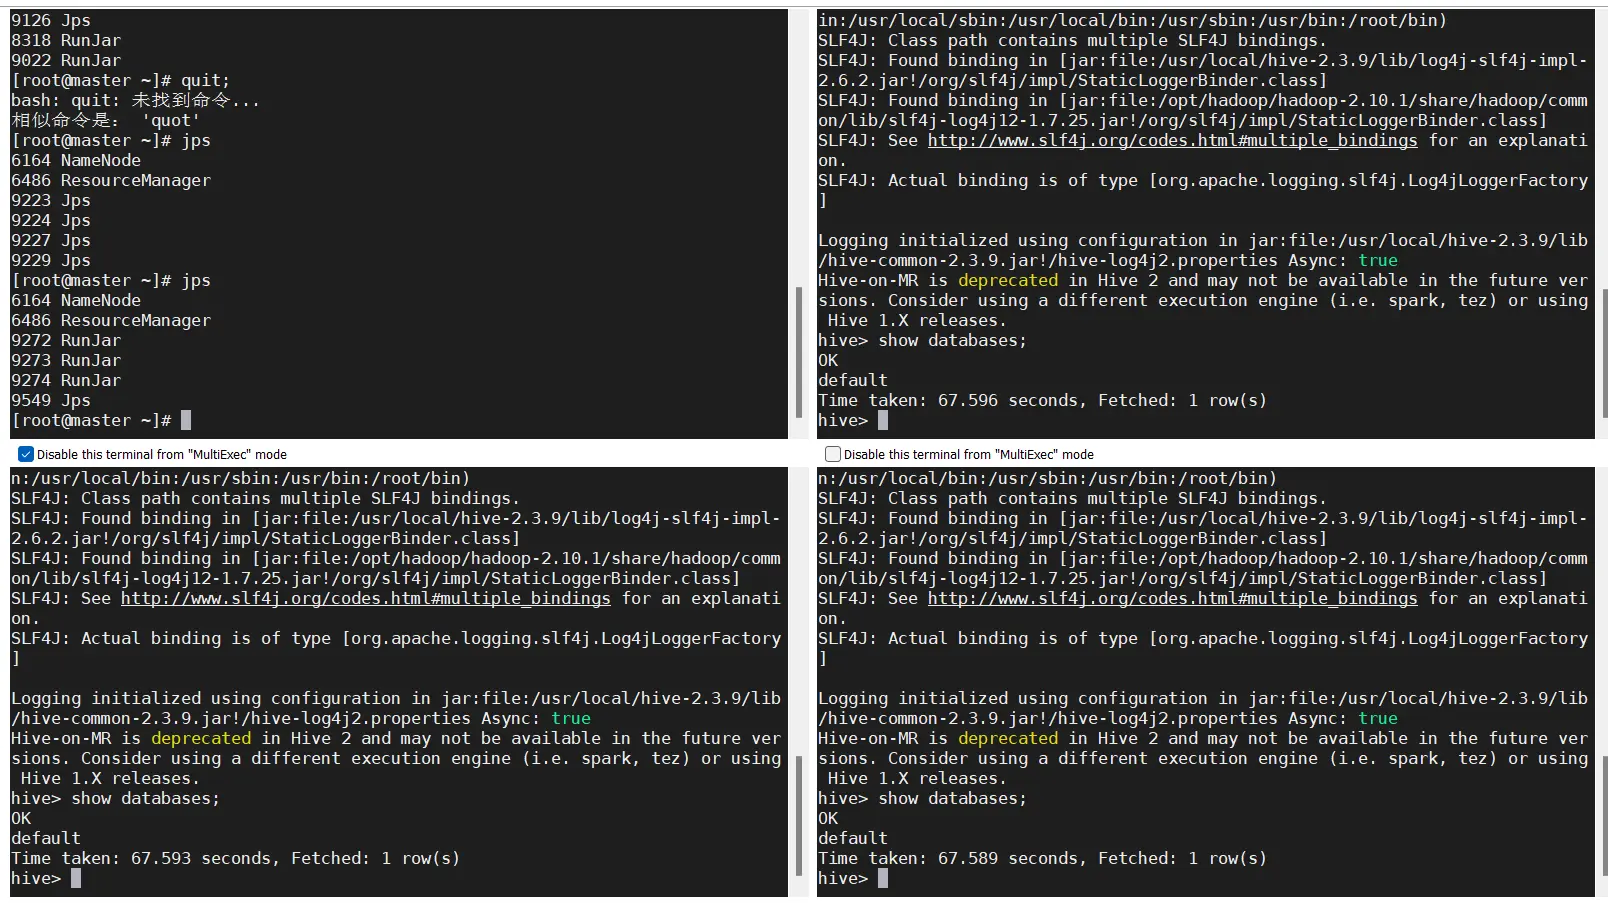 9126 Jps
8318 RunJar
9022 RunJar
[root@master ~]# quit;
bash: quit: 未找到命令...
相似命令是： 'quot'
[root@master ~]# jps
6164 NameNode
6486 ResourceManager
9223 Jps
9224 Jps
9227 Jps
9229 Jps
[root@master ~]# jps
6164 NameNode
6486 ResourceManager
9272 RunJar
9273 RunJar
9274 RunJar
9549 Jps
[root@master ~]#
in:/usr/local/sbin:/usr/local/bin:/usr/sbin:/usr/bin:/root/bin)
SLF4J: Class path contains multiple SLF4J bindings.
SLF4J: Found binding in [jar:file:/usr/local/hive-2.3.9/lib/log4j-slf4j-impl-
2.6.2.jar!/org/slf4j/impl/StaticLoggerBinder.class]
SLF4J: Found binding in [jar:file:/opt/hadoop/hadoop-2.10.1/share/hadoop/comm
on/lib/slf4j-log4j12-1.7.25.jar!/org/slf4j/impl/StaticLoggerBinder.class]
SLF4J: See http://www.slf4j.org/codes.html#multiple_bindings for an explanati
on.
SLF4J: Actual binding is of type [org.apache.logging.slf4j.Log4jLoggerFactory
]
Logging initialized using configuration in jar:file:/usr/local/hive-2.3.9/lib
/hive-common-2.3.9.jar!/hive-log4j2.properties Async: true
Hive-on-MR is deprecated in Hive 2 and may not be available in the future ver
sions. Consider using a different execution engine (i.e. spark, tez) or using
 Hive 1.X releases.
hive> show databases;
OK
default
Time taken: 67.596 seconds, Fetched: 1 row(s)
hive>
Disable this terminal from "MultiExec" mode
Disable this terminal from "MultiExec" mode
n:/usr/local/bin:/usr/sbin:/usr/bin:/root/bin)
SLF4J: Class path contains multiple SLF4J bindings.
SLF4J: Found binding in [jar:file:/usr/local/hive-2.3.9/lib/log4j-slf4j-impl-
2.6.2.jar!/org/slf4j/impl/StaticLoggerBinder.class]
SLF4J: Found binding in [jar:file:/opt/hadoop/hadoop-2.10.1/share/hadoop/comm
on/lib/slf4j-log4j12-1.7.25.jar!/org/slf4j/impl/StaticLoggerBinder.class]
SLF4J: See http://www.slf4j.org/codes.html#multiple_bindings for an explanati
on.
SLF4J: Actual binding is of type [org.apache.logging.slf4j.Log4jLoggerFactory
]
Logging initialized using configuration in jar:file:/usr/local/hive-2.3.9/lib
/hive-common-2.3.9.jar!/hive-log4j2.properties Async: true
Hive-on-MR is deprecated in Hive 2 and may not be available in the future ver
sions. Consider using a different execution engine (i.e. spark, tez) or using
 Hive 1.X releases.
hive> show databases;
OK
default
Time taken: 67.593 seconds, Fetched: 1 row(s)
hive>
n:/usr/local/bin:/usr/sbin:/usr/bin:/root/bin)
SLF4J: Class path contains multiple SLF4J bindings.
SLF4J: Found binding in [jar:file:/usr/local/hive-2.3.9/lib/log4j-slf4j-impl-
2.6.2.jar!/org/slf4j/impl/StaticLoggerBinder.class]
SLF4J: Found binding in [jar:file:/opt/hadoop/hadoop-2.10.1/share/hadoop/comm
on/lib/slf4j-log4j12-1.7.25.jar!/org/slf4j/impl/StaticLoggerBinder.class]
SLF4J: See http://www.slf4j.org/codes.html#multiple_bindings for an explanati
on.
SLF4J: Actual binding is of type [org.apache.logging.slf4j.Log4jLoggerFactory
]
Logging initialized using configuration in jar:file:/usr/local/hive-2.3.9/lib
/hive-common-2.3.9.jar!/hive-log4j2.properties Async: true
Hive-on-MR is deprecated in Hive 2 and may not be available in the future ver
sions. Consider using a different execution engine (i.e. spark, tez) or using
 Hive 1.X releases.
hive> show databases;
OK
default
Time taken: 67.589 seconds, Fetched: 1 row(s)
hive>